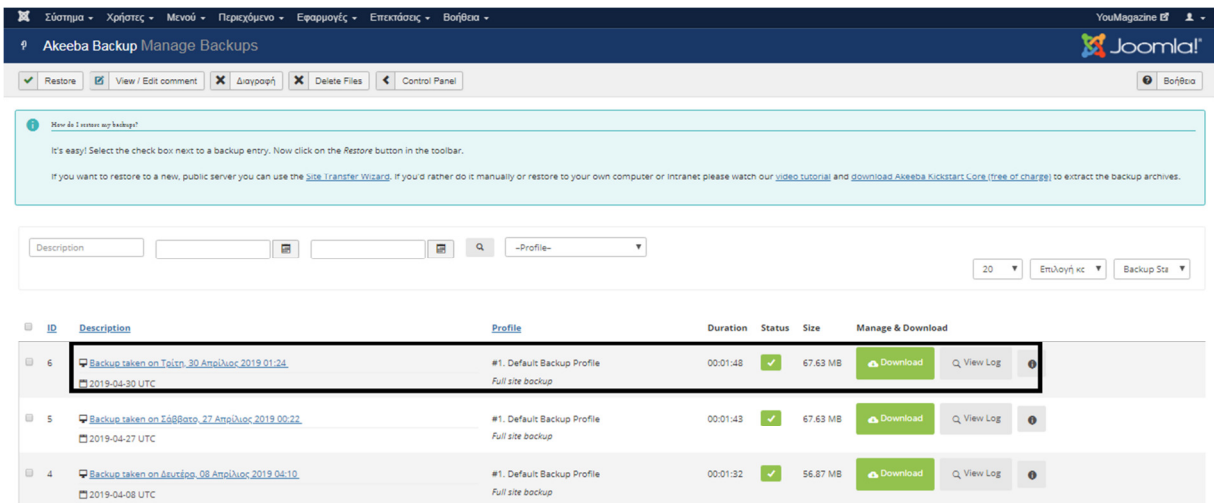 Σύστημα Χρήστες Μενού Περιεχόμενο Εφαρμογές Επεκτάσεις Βοήθεια YouMagazine
Akeeba Backup Manage Backups Joomla!
Restore View / Edit comment Διαγραφή Delete Files Control Panel Βοήθεια
How do I restore my backups?
It's easy! Select the check box next to a backup entry. Now click on the Restore button in the toolbar.
If you want to restore to a new, public server you can use the Site Transfer Wizard. If you'd rather do it manually or restore to your own computer or Intranet please watch our video tutorial and download Akeeba Kickstart Core (free of charge) to extract the backup archives.
Description -Profile-
20 Επιλογή κε Backup Sta
ID Description Profile Duration Status Size Manage & Download
6 Backup taken on Τρίτη, 30 Απρίλιος 2019 01:24 #1. Default Backup Profile 00:01:48 67.63 MB Download View Log
2019-04-30 UTC Full site backup
5 Backup taken on Σάββατο, 27 Απρίλιος 2019 00:22 #1. Default Backup Profile 00:01:43 67.63 MB Download View Log
2019-04-27 UTC Full site backup
4 Backup taken on Δευτέρα, 08 Απρίλιος 2019 04:10 #1. Default Backup Profile 00:01:32 56.87 MB Download View Log
2019-04-08 UTC Full site backup